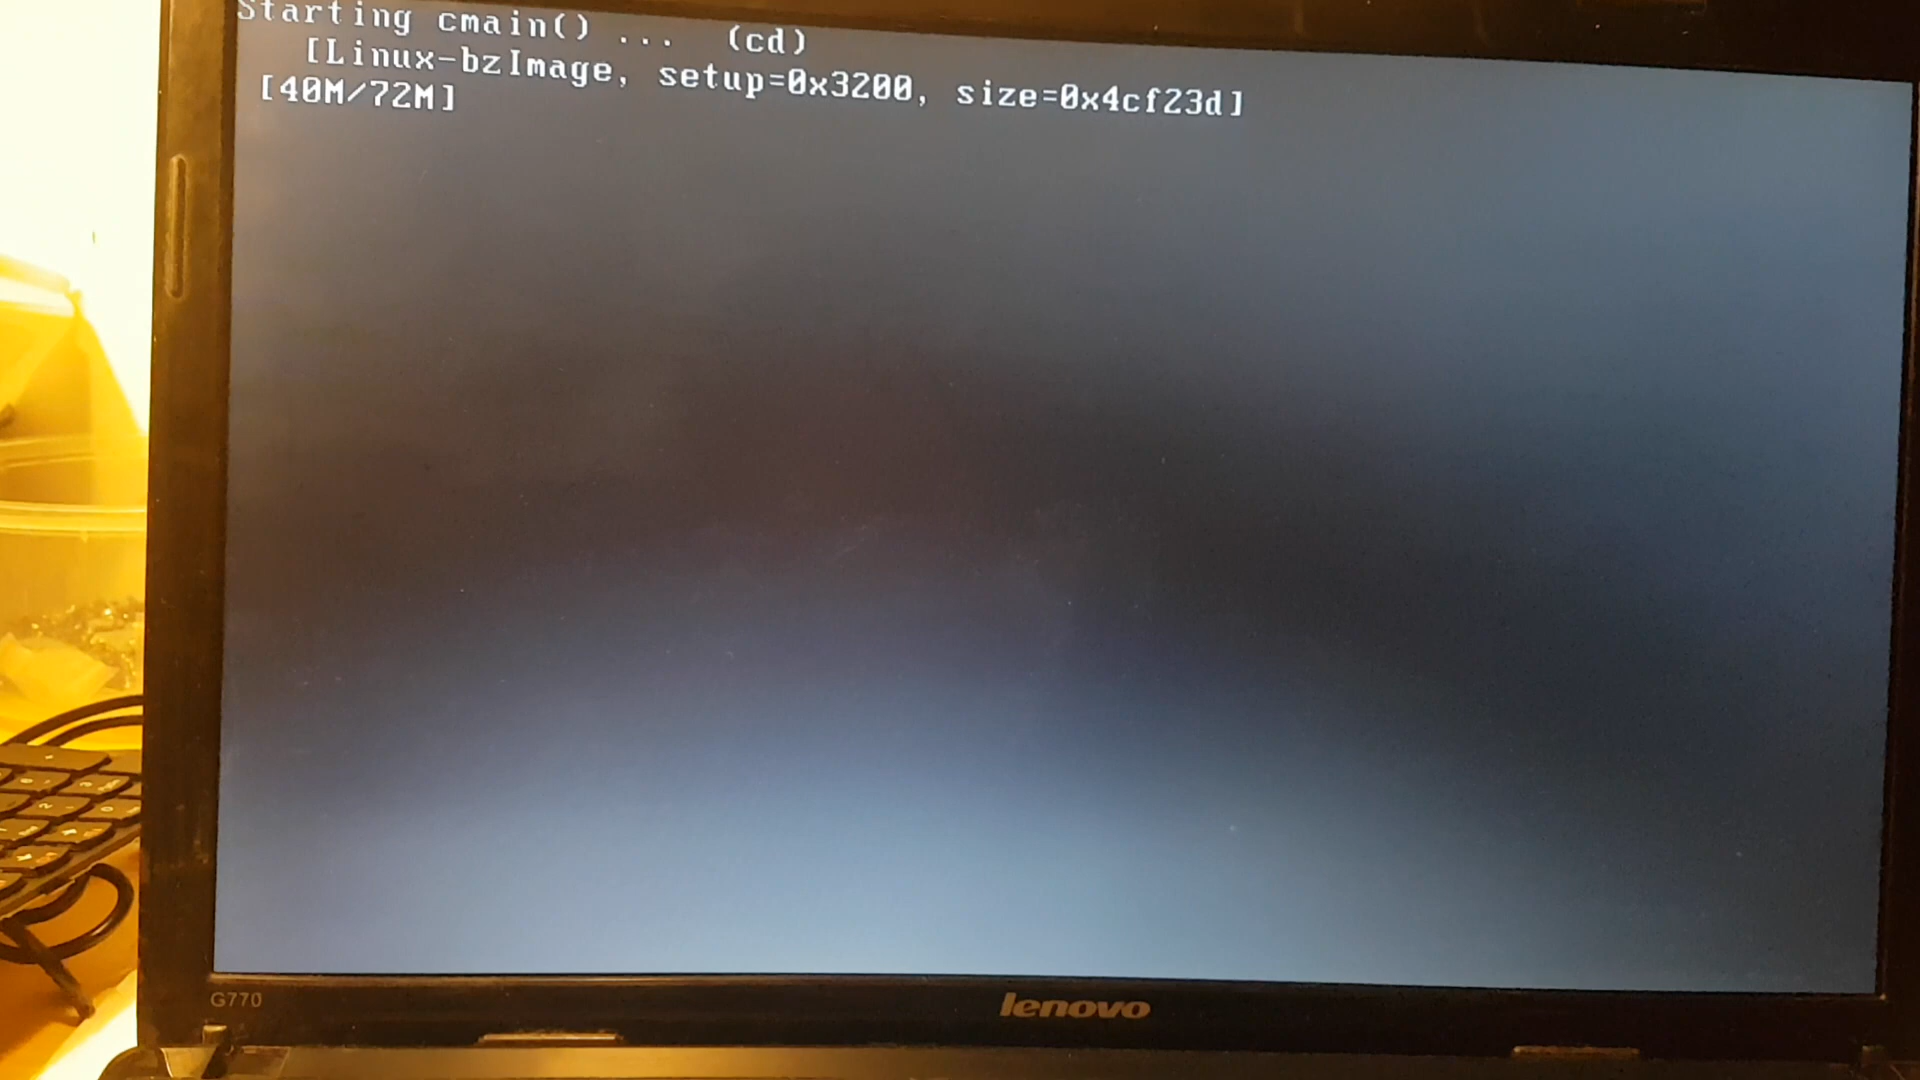 Starting cmain() ... (cd)
[Linux-bzImage, setup=0x3200, size=0x4cf23d]
[40M/72M]
G770
lenovo